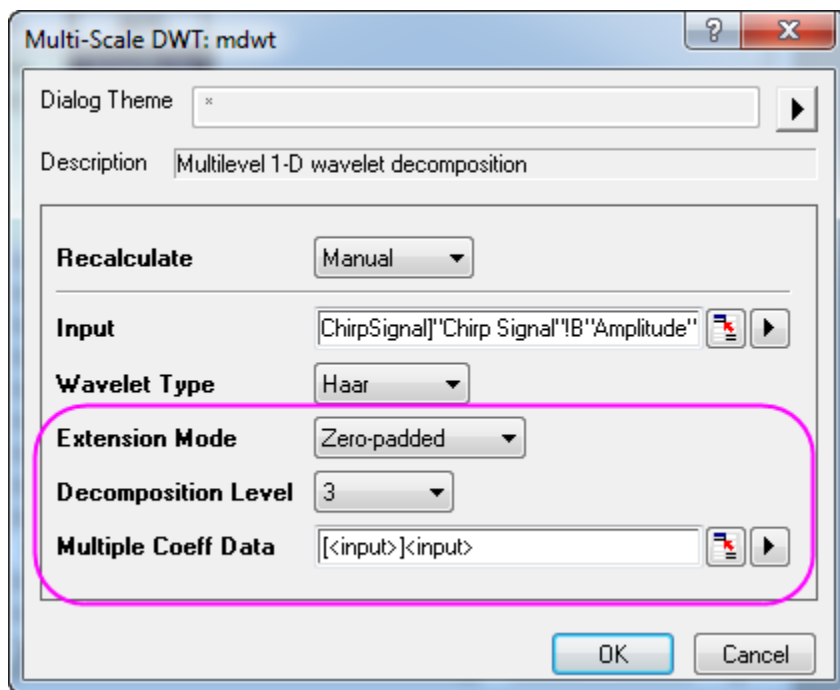 Multi-Scale DWT: mdwt
Dialog Theme *
Description Multilevel 1-D wavelet decomposition
Recalculate Manual
Input ChirpSignal]"Chirp Signal"!B"Amplitude"
Wavelet Type Haar
Extension Mode Zero-padded
Decomposition Level 3
Multiple Coeff Data [<input>]<input>
OK Cancel